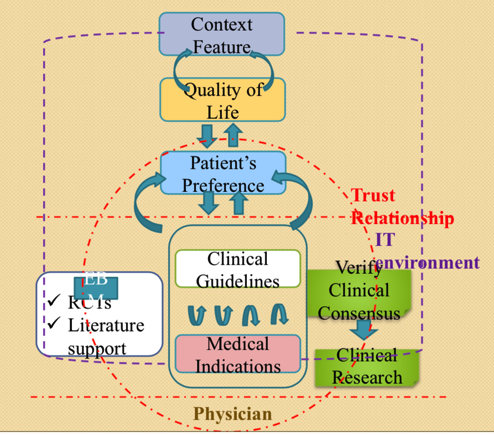 Context
Feature
Quality of
Life
Patient's
Preference
Trust
Relationship
IT
environment
Clinical
Guidelines
Verify
Clinical
Consensus
EB
M
✓ RCTs
✓ Literature
support
Medical
Indications
Clinical
Research
Physician